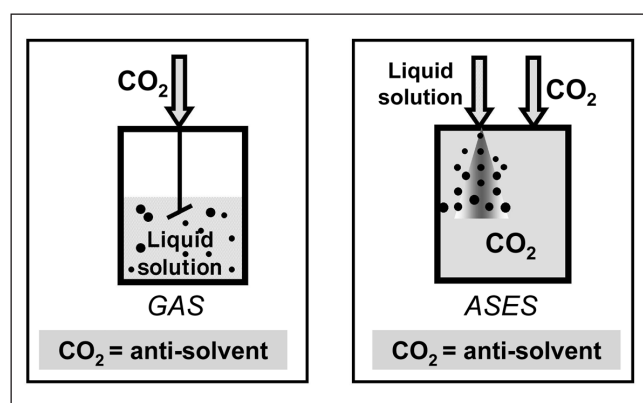 CO₂
Liquid
solution
GAS
CO₂ = anti-solvent
Liquid
solution
CO₂
CO₂
ASES
CO₂ = anti-solvent